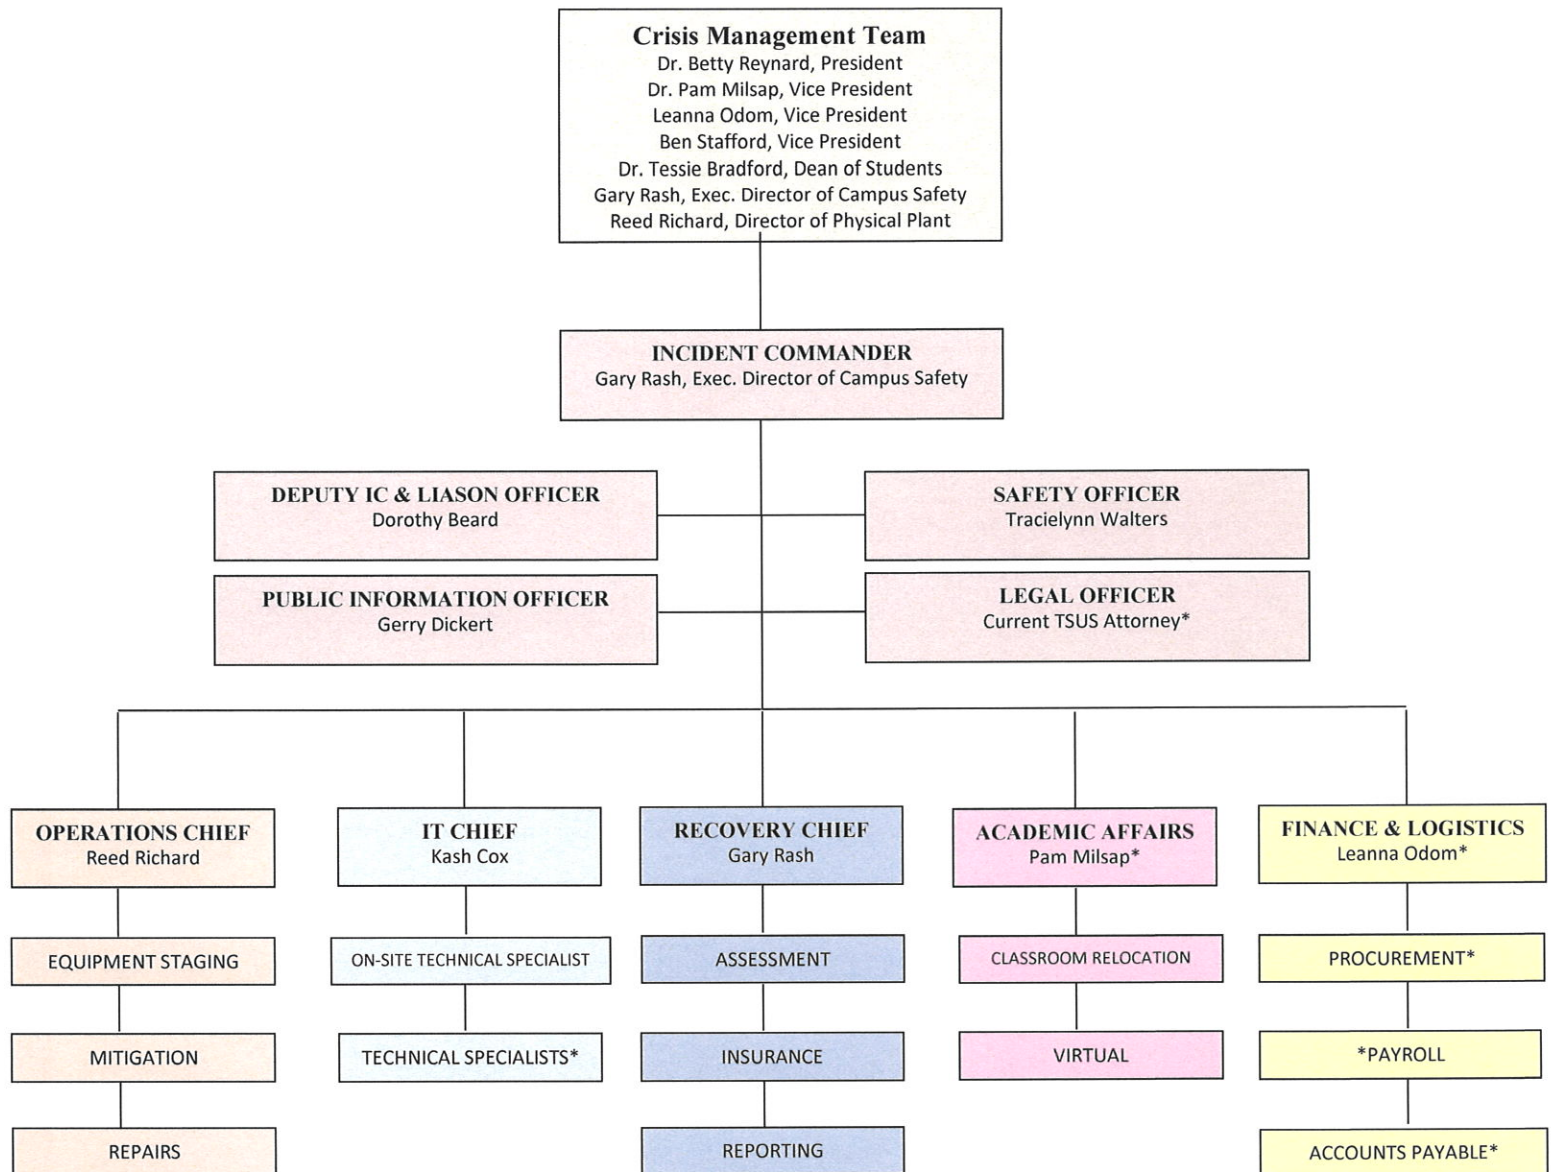 Crisis Management Team
Dr. Betty Reynard, President
Dr. Pam Milsap, Vice President
Leanna Odom, Vice President
Ben Stafford, Vice President
Dr. Tessie Bradford, Dean of Students
Gary Rash, Exec. Director of Campus Safety
Reed Richard, Director of Physical Plant
INCIDENT COMMANDER
Gary Rash, Exec. Director of Campus Safety
DEPUTY IC & LIASON OFFICER
Dorothy Beard
SAFETY OFFICER
Tracielynn Walters
PUBLIC INFORMATION OFFICER
Gerry Dickert
LEGAL OFFICER
Current TSUS Attorney*
OPERATIONS CHIEF
Reed Richard
EQUIPMENT STAGING
MITIGATION
REPAIRS
IT CHIEF
Kash Cox
ON-SITE TECHNICAL SPECIALIST
TECHNICAL SPECIALISTS*
RECOVERY CHIEF
Gary Rash
ASSESSMENT
INSURANCE
REPORTING
ACADEMIC AFFAIRS
Pam Milsap*
CLASSROOM RELOCATION
VIRTUAL
FINANCE & LOGISTICS
Leanna Odom*
PROCUREMENT*
*PAYROLL
ACCOUNTS PAYABLE*